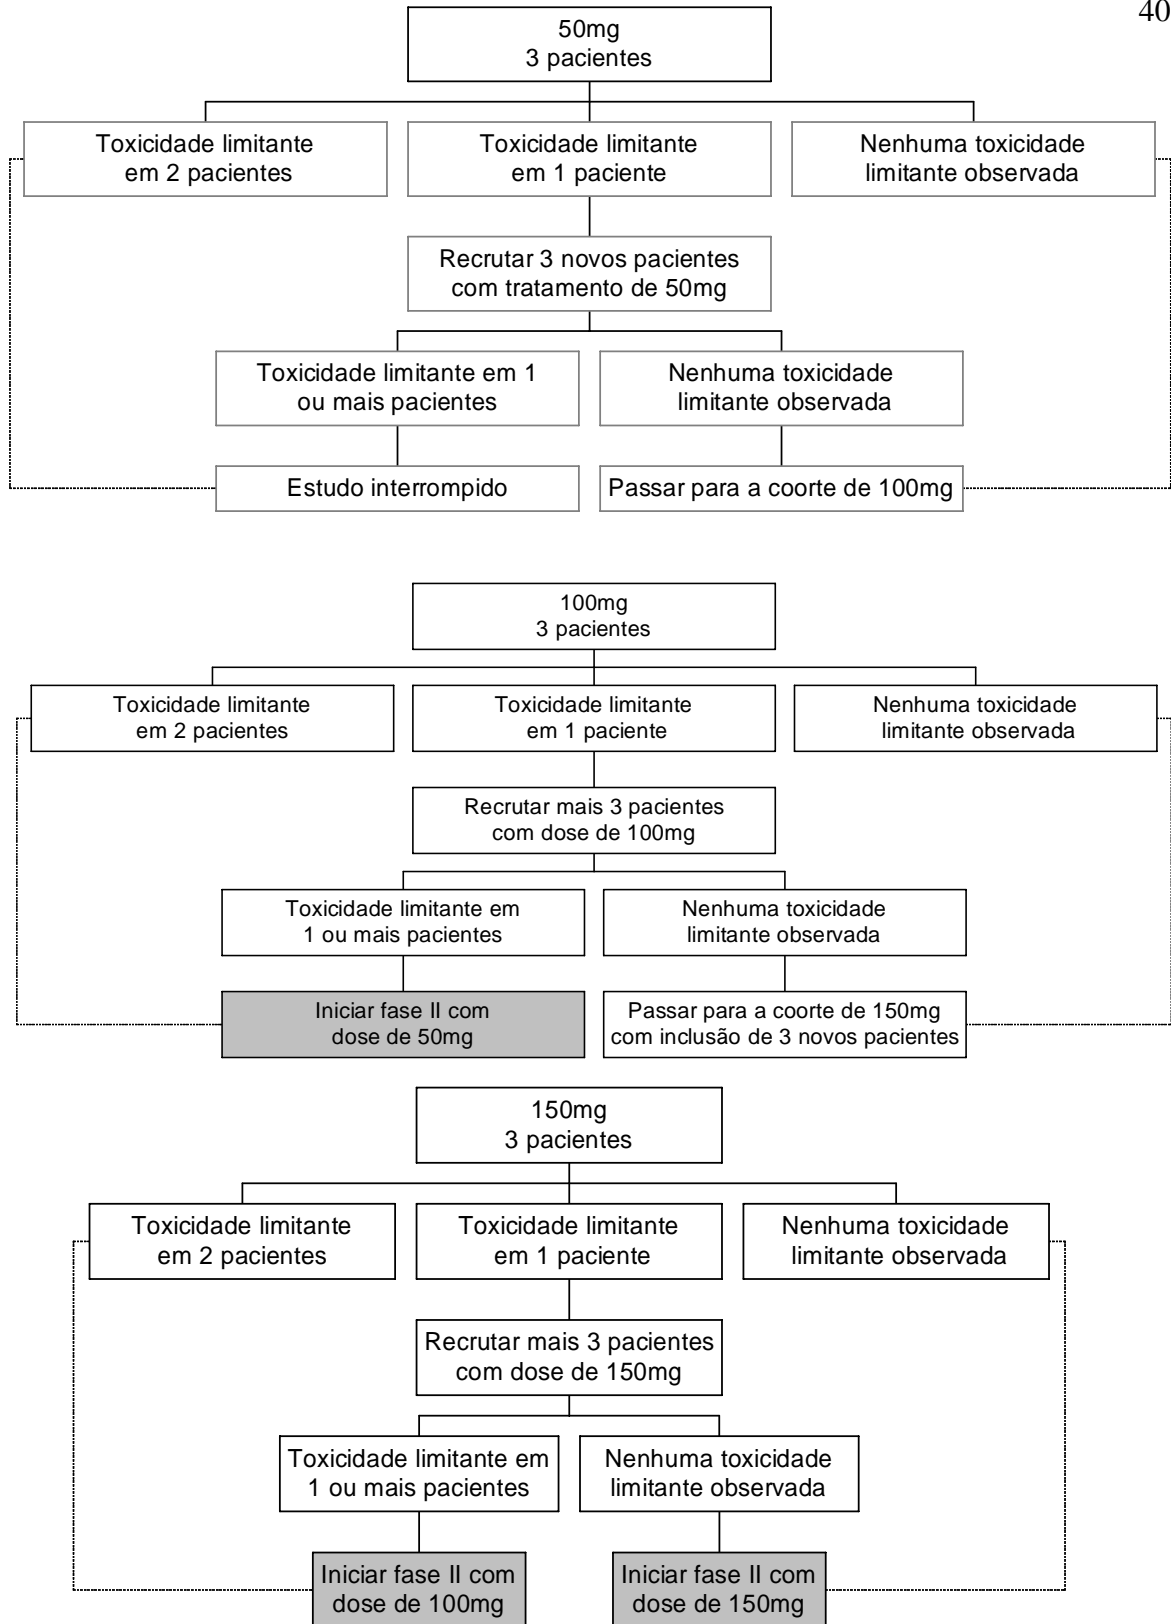 40
50mg
3 pacientes
Toxicidade limitante
em 2 pacientes
Toxicidade limitante
em 1 paciente
Nenhuma toxicidade
limitante observada
Recrutar 3 novos pacientes
com tratamento de 50mg
Toxicidade limitante em 1
ou mais pacientes
Nenhuma toxicidade
limitante observada
Estudo interrompido
Passar para a coorte de 100mg
100mg
3 pacientes
Toxicidade limitante
em 2 pacientes
Toxicidade limitante
em 1 paciente
Nenhuma toxicidade
limitante observada
Recrutar mais 3 pacientes
com dose de 100mg
Toxicidade limitante em
1 ou mais pacientes
Nenhuma toxicidade
limitante observada
Iniciar fase II com
dose de 50mg
Passar para a coorte de 150mg
com inclusão de 3 novos pacientes
150mg
3 pacientes
Toxicidade limitante
em 2 pacientes
Toxicidade limitante
em 1 paciente
Nenhuma toxicidade
limitante observada
Recrutar mais 3 pacientes
com dose de 150mg
Toxicidade limitante em
1 ou mais pacientes
Nenhuma toxicidade
limitante observada
Iniciar fase II com
dose de 100mg
Iniciar fase II com
dose de 150mg